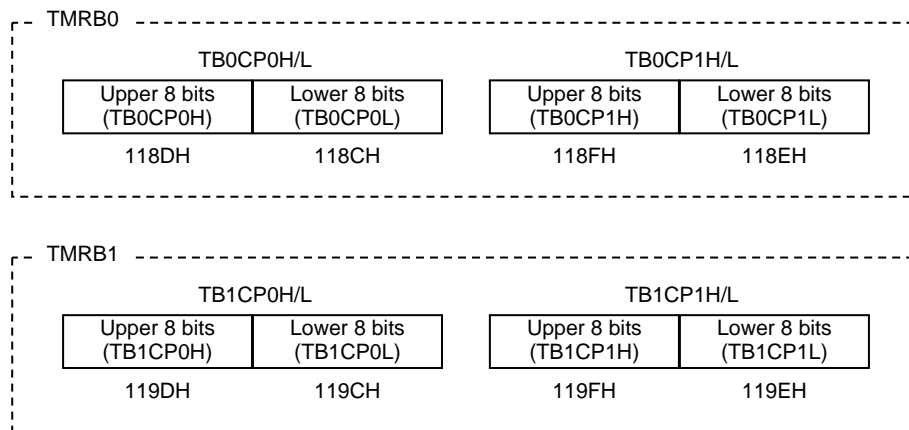 TMRB0
TB0CP0H/L TB0CP1H/L
Upper 8 bits Lower 8 bits Upper 8 bits Lower 8 bits
(TB0CP0H) (TB0CP0L) (TB0CP1H) (TB0CP1L)
118DH 118CH 118FH 118EH
TMRB1
TB1CP0H/L TB1CP1H/L
Upper 8 bits Lower 8 bits Upper 8 bits Lower 8 bits
(TB1CP0H) (TB1CP0L) (TB1CP1H) (TB1CP1L)
119DH 119CH 119FH 119EH